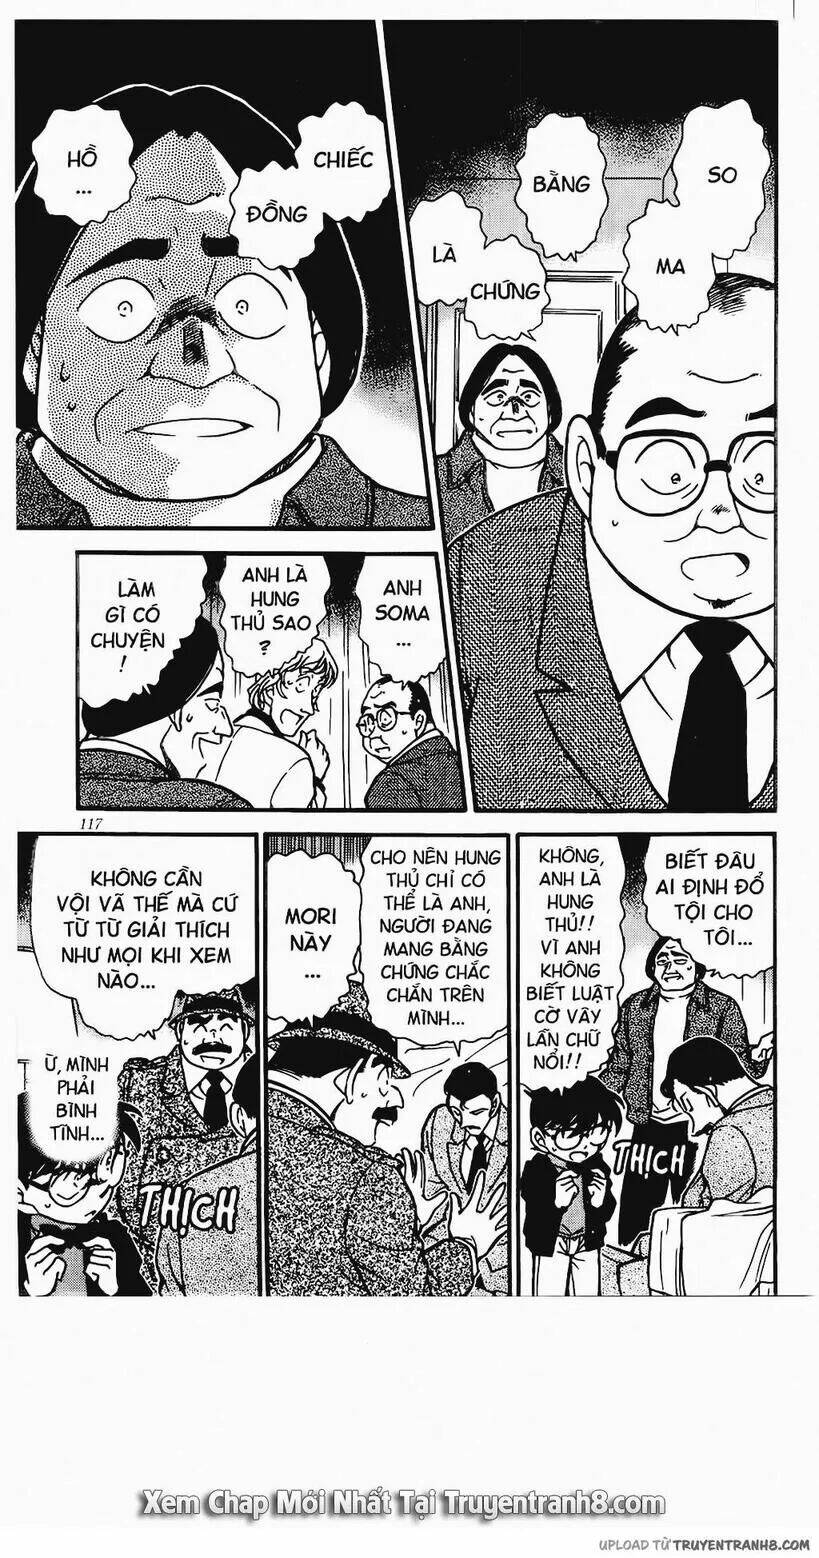 SO
MA
BẰNG
CHỨNG
LÀ
CHIẾC
ĐỒNG
HỒ
...
ANH
SOMA
...
ANH LÀ
HUNG
THỦ SAO
?
LÀM
GÌ CÓ
CHUYỆN
!
117
BIẾT ĐÂU
AI ĐỊNH ĐỔ
TỘI CHO
TÔI...
KHÔNG,
ANH LÀ
HUNG
THỦ!!
VÌ ANH
KHÔNG
BIẾT LUẬT
CỜ VÂY
LẤN CHỮ
NỔI!!
THỊCH
CHO NÊN HUNG
THỦ CHỈ CÓ
THỂ LÀ ANH,
NGƯỜI ĐANG
MANG BẰNG
CHỨNG CHẮC
CHẮN TRÊN
MÌNH...
MORI
NÀY
...
KHÔNG CẦN
VỘI VÃ THẾ MÀ CỨ
TỪ TỪ GIẢI THÍCH
NHƯ MỌI KHI XEM
NÀO...
Ừ, MÌNH
PHẢI
BÌNH
TĨNH...
THỊCH
Xem Chap Mới Nhất Tại Truyentranh8.com
UPLOAD TỪ TRUYENTRANH8.COM